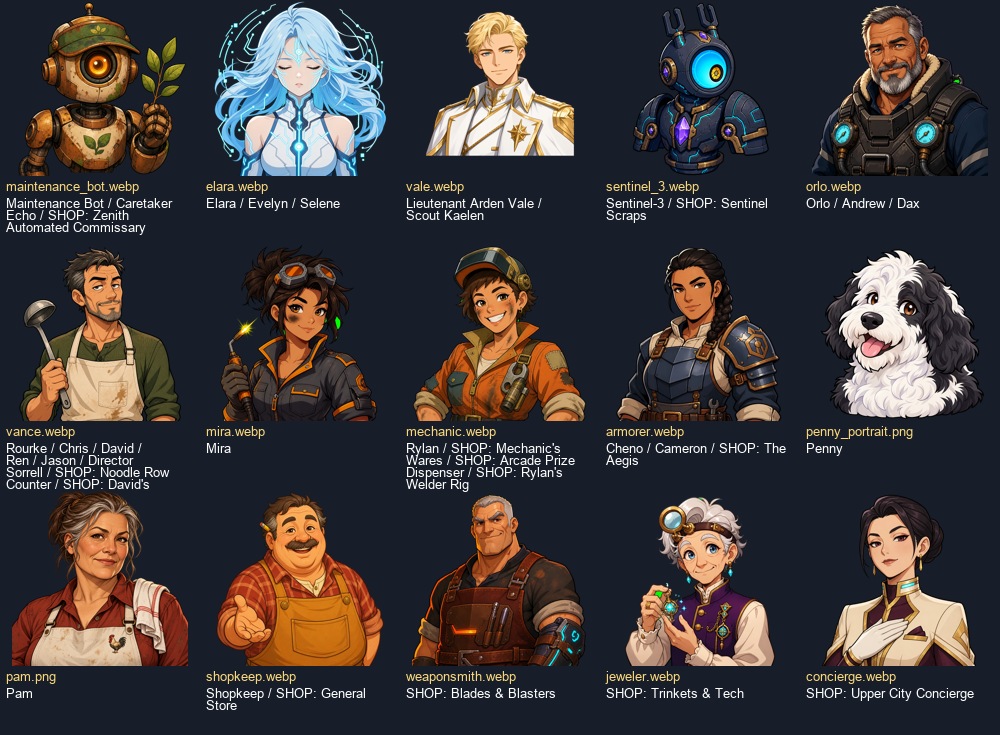 maintenance_bot.webp
Maintenance Bot / Caretaker
Echo / SHOP: Zenith
Automated Commissary
elara.webp
Elara / Evelyn / Selene
vale.webp
Lieutenant Arden Vale /
Scout Kaelen
sentinel_3.webp
Sentinel-3 / SHOP: Sentinel
Scraps
orlo.webp
Orlo / Andrew / Dax
vance.webp
Rourke / Chris / David /
Ren / Jason / Director
Sorrell / SHOP: Noodle Row
Counter / SHOP: David's
mira.webp
Mira
mechanic.webp
Rylan / SHOP: Mechanic's
Wares / SHOP: Arcade Prize
Dispenser / SHOP: Rylan's
Welder Rig
armorer.webp
Cheno / Cameron / SHOP: The
Aegis
penny_portrait.png
Penny
pam.png
Pam
shopkeep.webp
Shopkeep / SHOP: General
Store
weaponsmith.webp
SHOP: Blades & Blasters
jeweler.webp
SHOP: Trinkets & Tech
concierge.webp
SHOP: Upper City Concierge